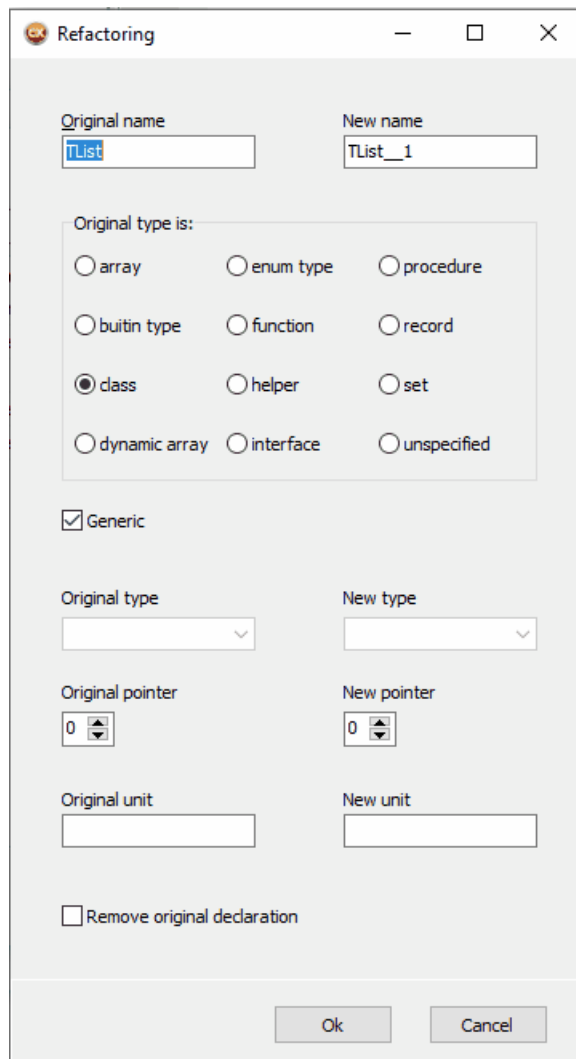 Refactoring
Original name New name
TList TList__1
Original type is:
array enum type procedure
buitin type function record
class helper set
dynamic array interface unspecified
Generic
Original type New type
Original pointer New pointer
0 0
Original unit New unit
Remove original declaration
Ok Cancel